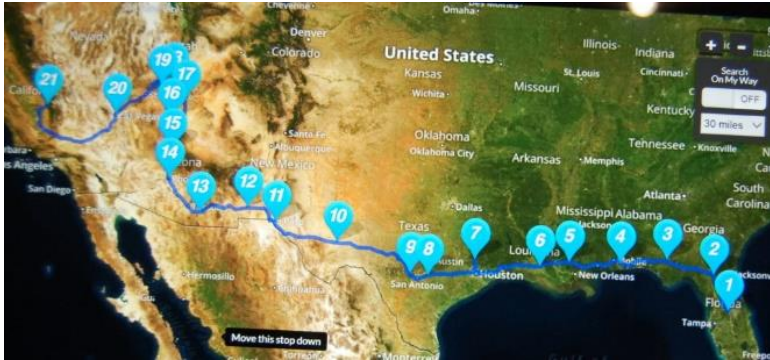 Cheyenne
Des Moines
Omaha
Nevada
Denver
Colorado
United States
Illinois
Indiana
Kansas
St. Louis
Cincinnati
Missouri
Wichita
Kentucky
Search
On My Way
OFF
30 miles
Santa Fe
Albuquerque
New Mexico
Oklahoma
Oklahoma City
Arkansas
Memphis
Tennessee
Knoxville
San Diego
Atlanta
South
Carolina
Mississippi
Alabama
Georgia
Dallas
Texas
Austin
Houston
San Antonio
New Orleans
Hermosillo
Chihuahua
Tampa
Monterrey
Move this stop down
21
20
19
17
16
15
14
13
12
11
10
9
8
7
6
5
4
3
2
1